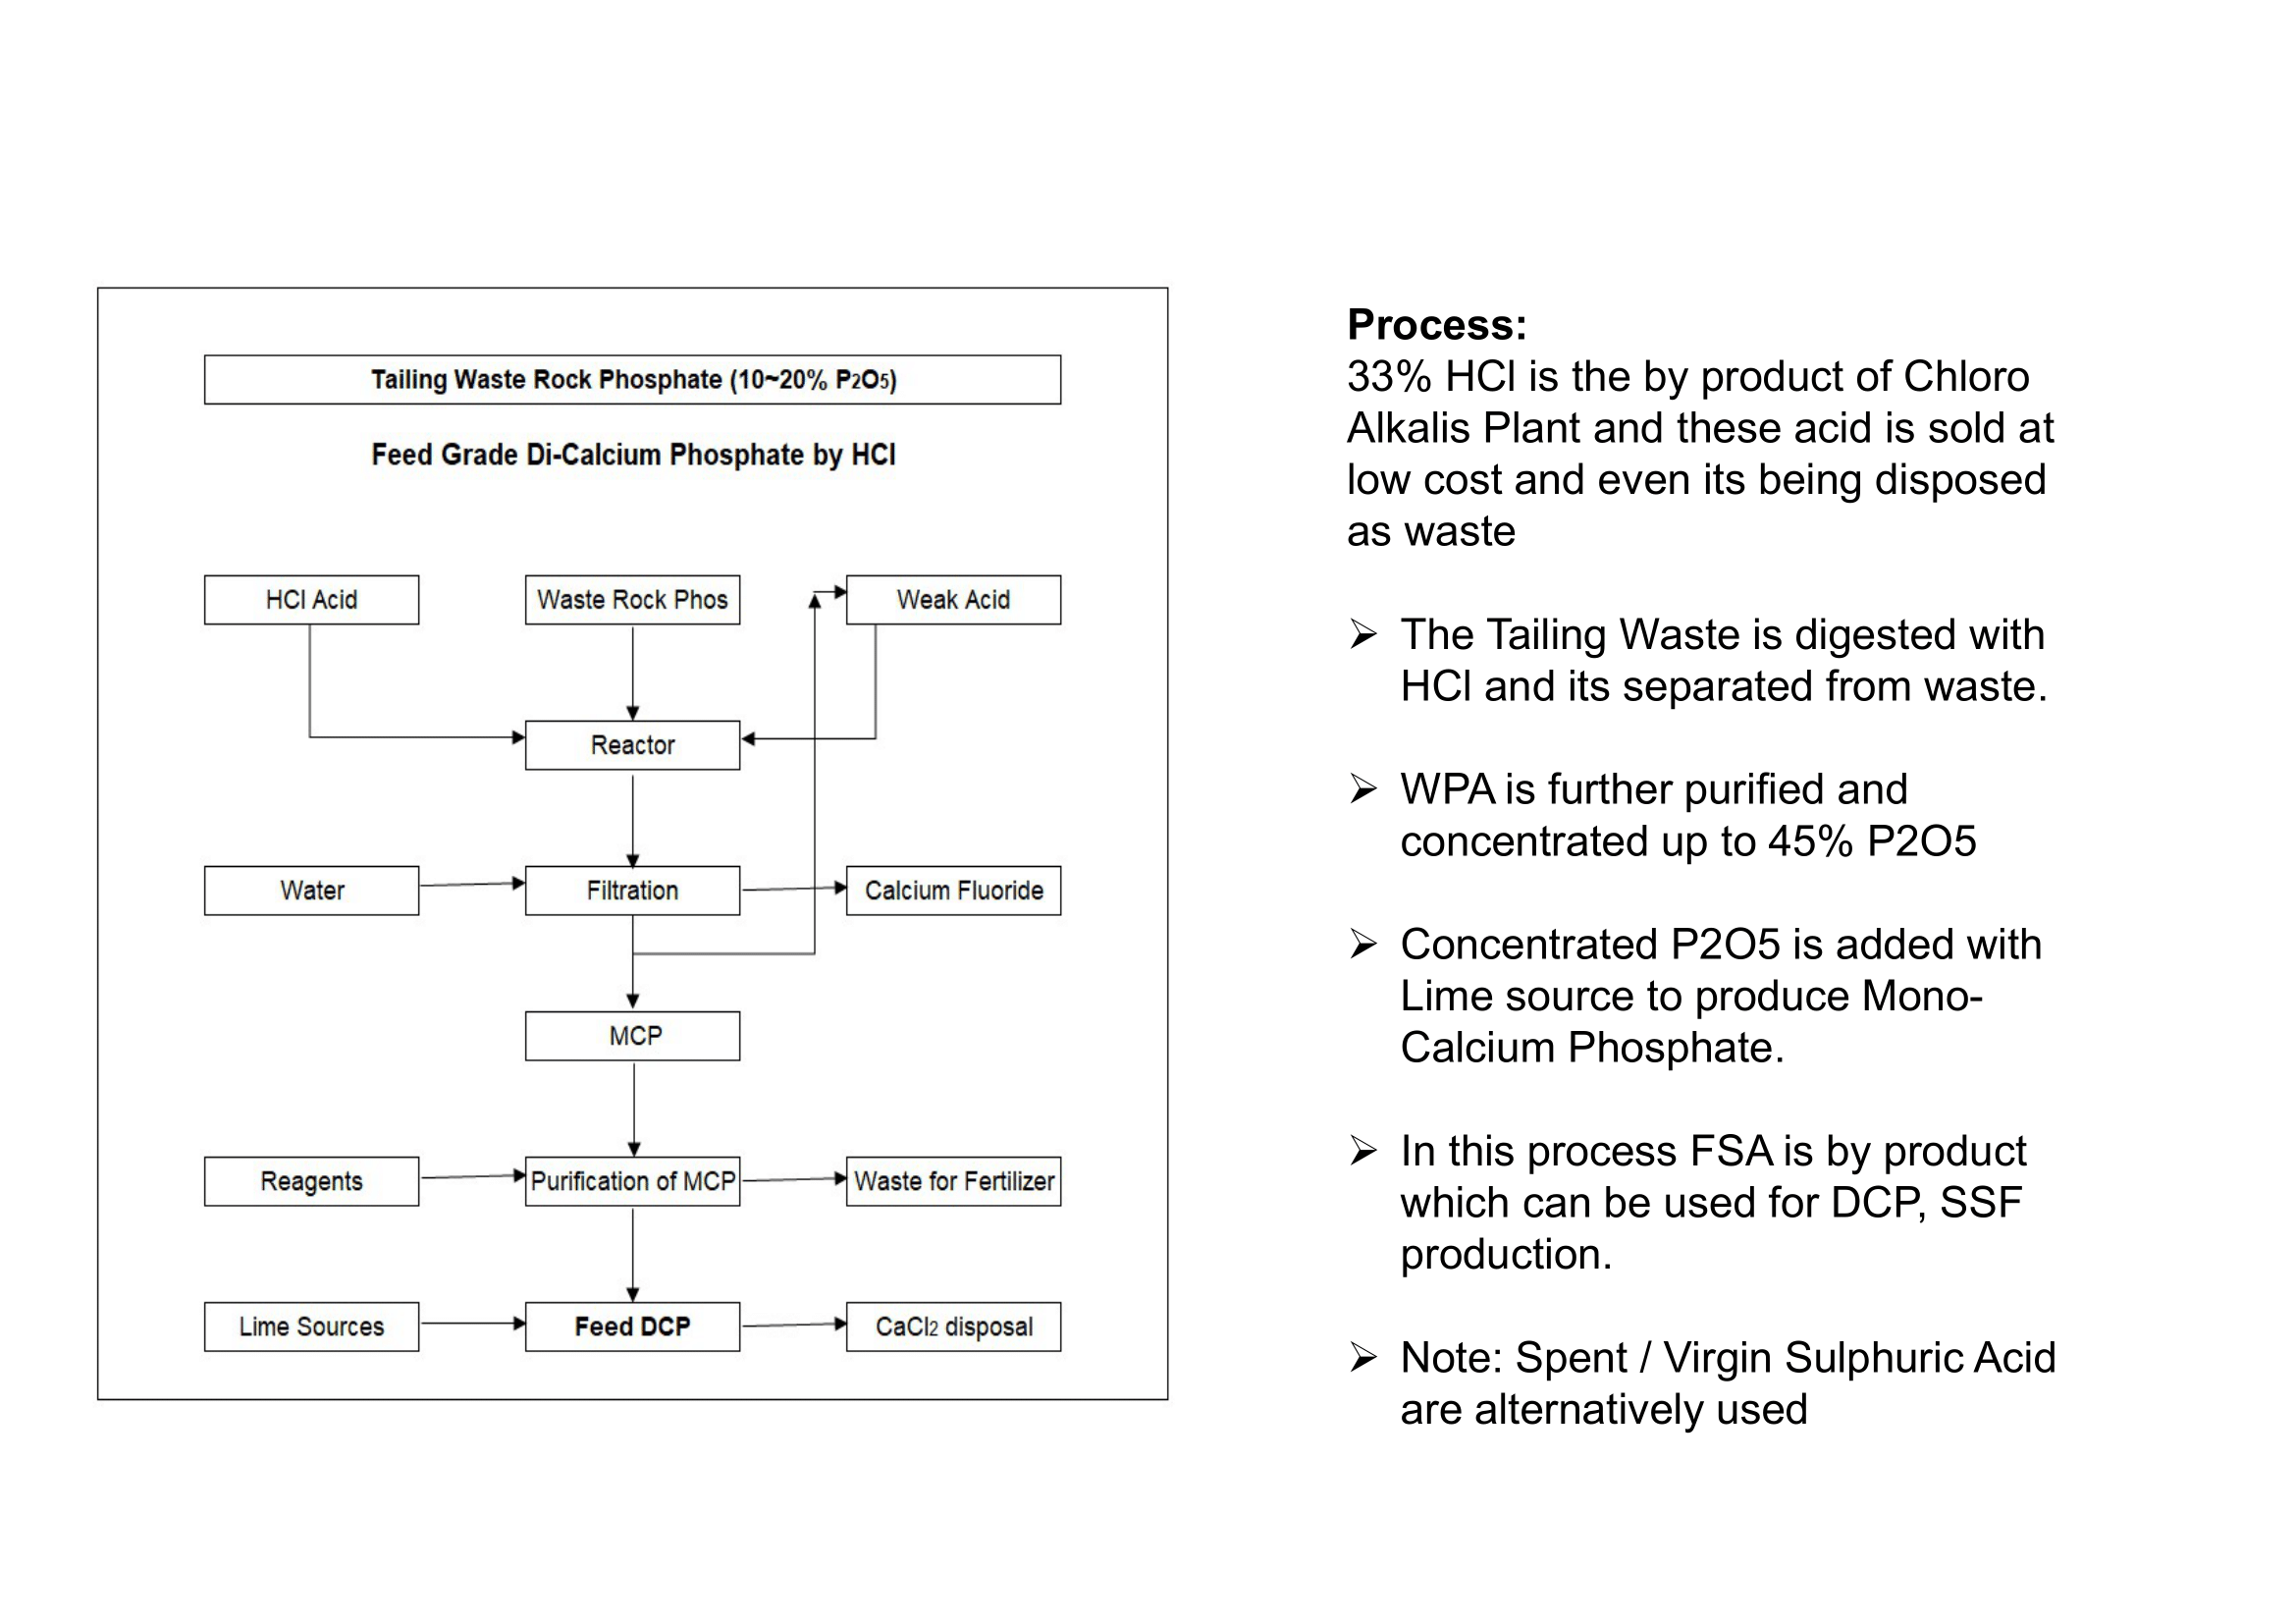 Tailing Waste Rock Phosphate (10~20% P2O5)
Feed Grade Di-Calcium Phosphate by HCl
HCl Acid
Waste Rock Phos
Weak Acid
Reactor
Water
Filtration
Calcium Fluoride
MCP
Reagents
Purification of MCP
Waste for Fertilizer
Lime Sources
Feed DCP
CaCl2 disposal
Process:
33% HCl is the by product of Chloro
Alkalis Plant and these acid is sold at
low cost and even its being disposed
as waste
➢ The Tailing Waste is digested with
HCl and its separated from waste.
➢ WPA is further purified and
concentrated up to 45% P2O5
➢ Concentrated P2O5 is added with
Lime source to produce Mono-
Calcium Phosphate.
➢ In this process FSA is by product
which can be used for DCP, SSF
production.
➢ Note: Spent / Virgin Sulphuric Acid
are alternatively used